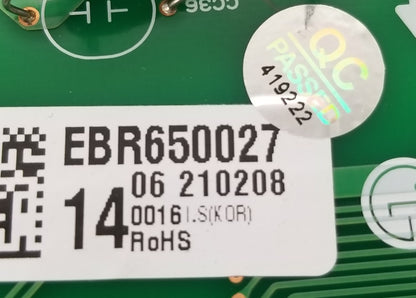 CC36
QC
PASSED
419222
EBR650027
06 210208
14
0016 I.S(KOR)
RoHS